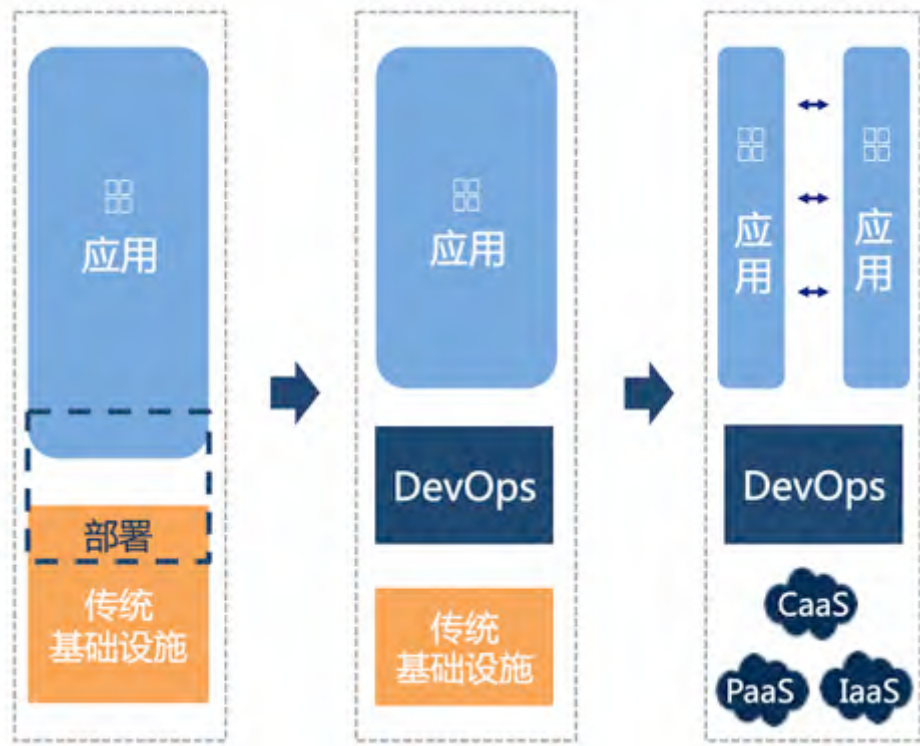 应用
部署
传统
基础设施
应用
DevOps
传统
基础设施
应用
应用
DevOps
CaaS
PaaS
IaaS